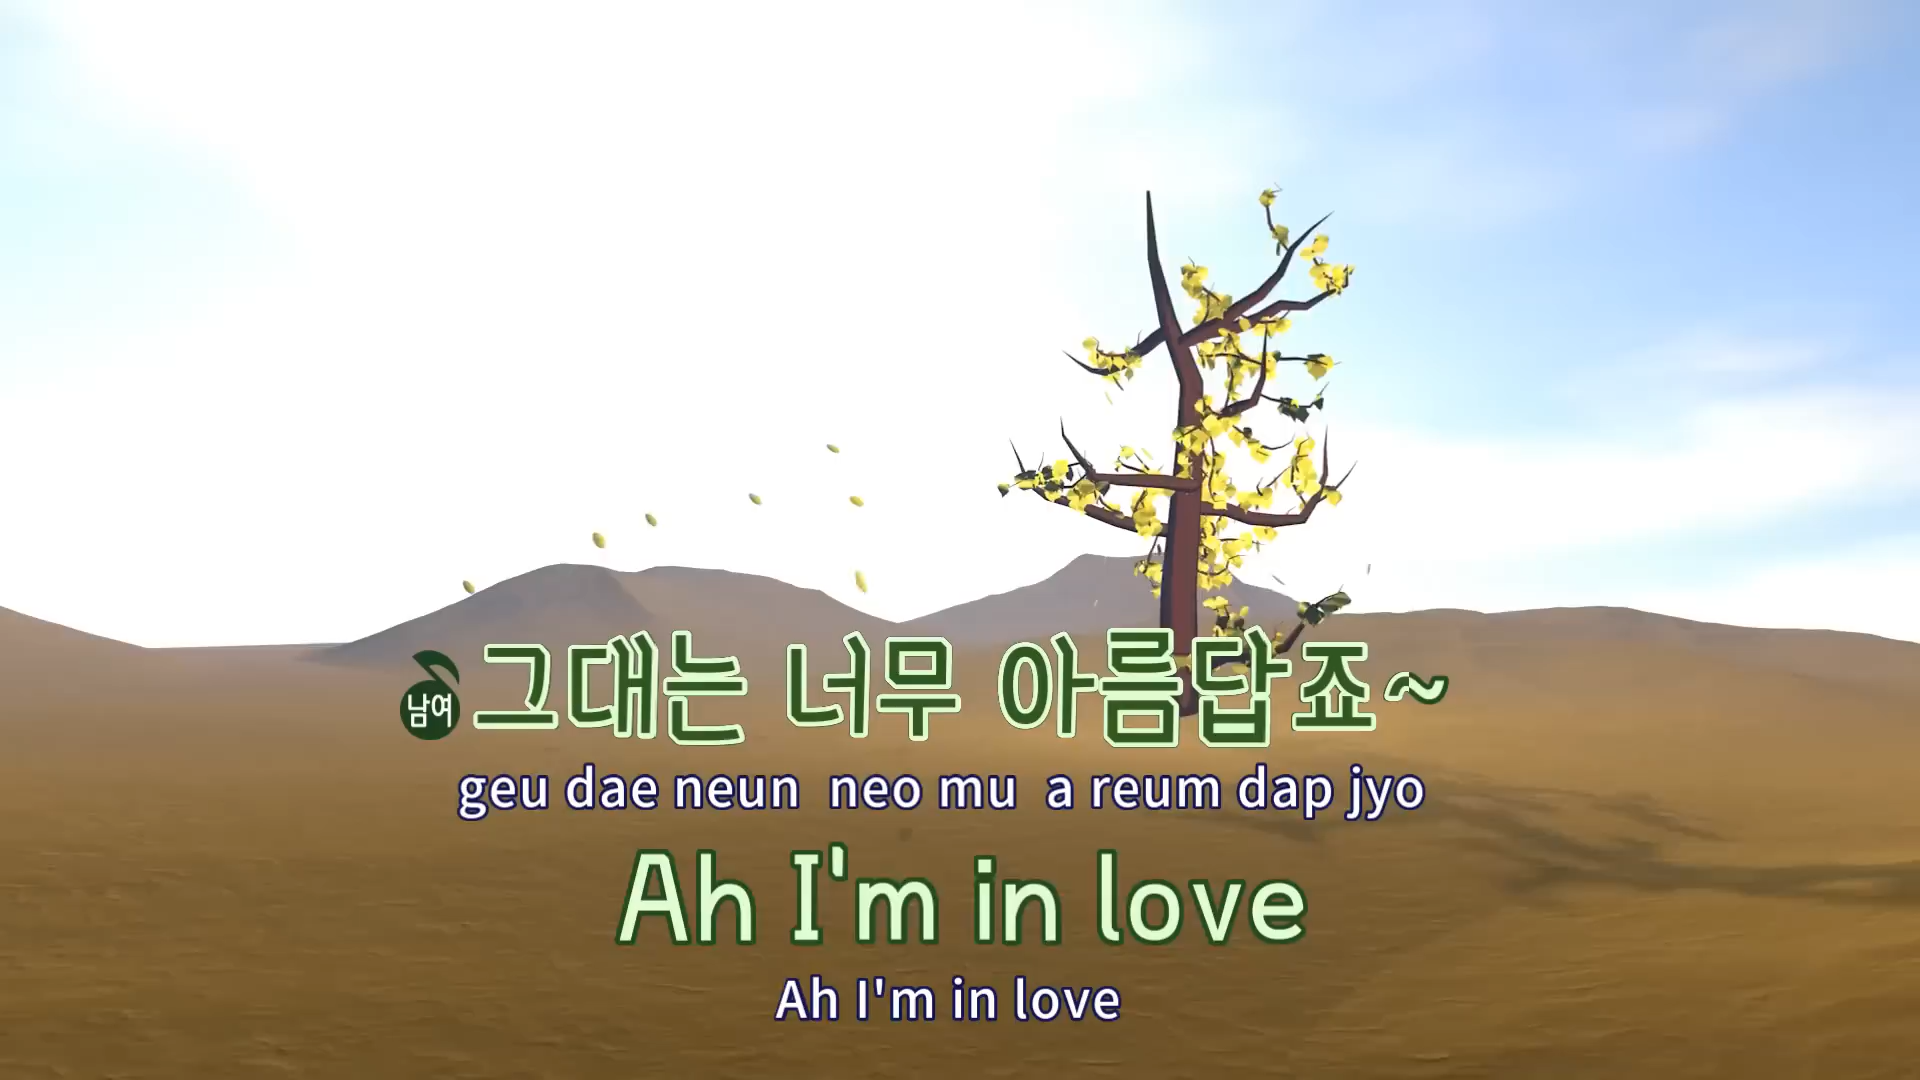 남여 그대는 너무 아름답죠~
geu dae neun neo mu a reum dap jyo
Ah I'm in love
Ah I'm in love